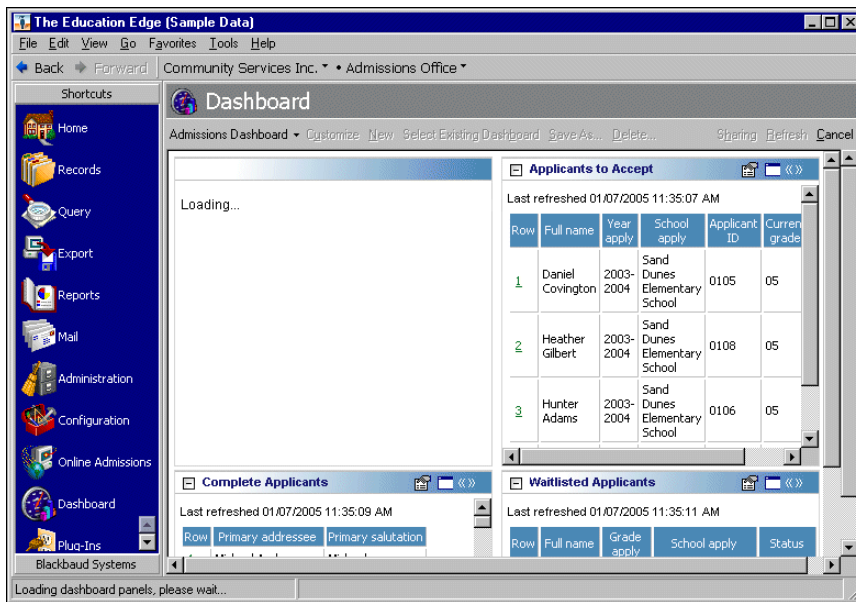 The Education Edge (Sample Data)
File Edit View Go Favorites Tools Help
Back Forward Community Services Inc. • Admissions Office
Shortcuts
Home
Records
Query
Export
Reports
Mail
Administration
Configuration
Online Admissions
Dashboard
Plug-Ins
Blackbaud Systems
Dashboard
Admissions Dashboard Customize New Select Existing Dashboard Save As... Delete... Sharing Refresh Cancel
Loading...
Applicants to Accept
Last refreshed 01/07/2005 11:35:07 AM
Row Full name Year apply School apply Applicant ID Curren grade
1 Daniel Covington 2003-2004 Sand Dunes Elementary School 0105 05
2 Heather Gilbert 2003-2004 Sand Dunes Elementary School 0108 05
3 Hunter Adams 2003-2004 Sand Dunes Elementary School 0106 05
Complete Applicants
Last refreshed 01/07/2005 11:35:09 AM
Row Primary addressee Primary salutation
Waitlisted Applicants
Last refreshed 01/07/2005 11:35:11 AM
Row Full name Grade apply School apply Status
Loading dashboard panels, please wait...